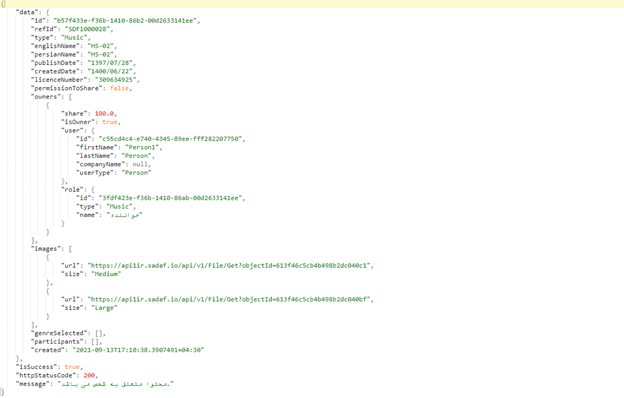 {
"data": {
"id": "b57f433e-f36b-1410-86b2-00d2633141ee",
"refId": "SDF1000028",
"type": "Music",
"englishName": "HS-02",
"persianName": "HS-02",
"publishDate": "1397/07/28",
"createdDate": "1400/06/22",
"licenceNumber": "309634925",
"permissionToShare": false,
"owners": [
{
"share": 100.0,
"isOwner": true,
"user": {
"id": "c55cd4c4-e740-4345-89ee-fff282207750",
"firstName": "Person1",
"lastName": "Person",
"companyName": null,
"userType": "Person"
},
"role": {
"id": "3fdf423e-f36b-1410-86ab-00d2633141ee",
"type": "Music",
"name": "خواننده"
}
}
],
"images": [
{
"url": "https://api1ir.sadaf.io/api/v1/File/Get?objectId=613f46c5cb4b498b2dc040c1",
"size": "Medium"
},
{
"url": "https://api1ir.sadaf.io/api/v1/File/Get?objectId=613f46c5cb4b498b2dc040bf",
"size": "Large"
}
],
"genreSelected": [],
"participants": [],
"created": "2021-09-13T17:10:38.3907491+04:30"
},
"isSuccess": true,
"httpStatusCode": 200,
"message": "محتوا متعلق به شخص می باشد."
}